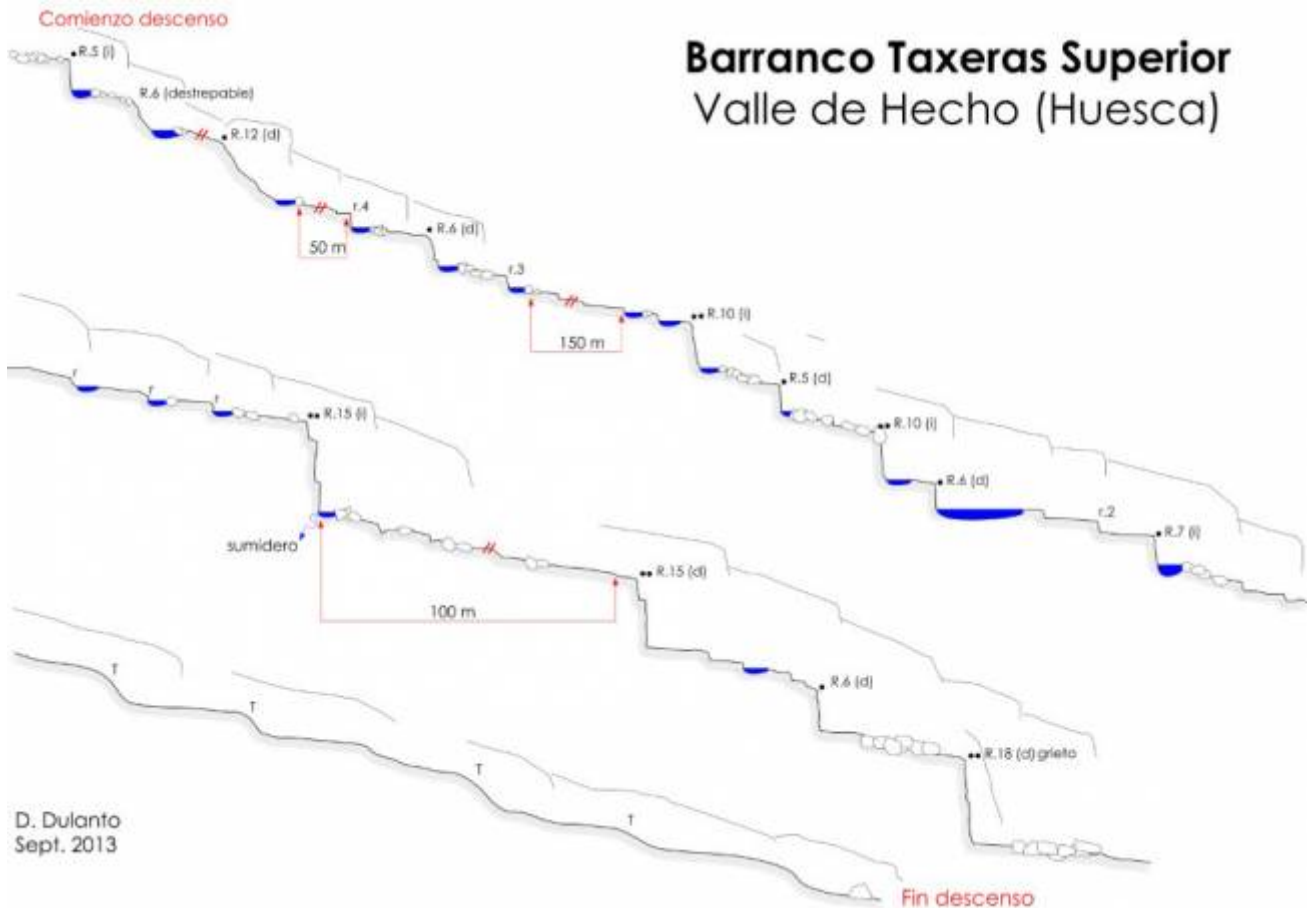 Comienzo descenso
Barranco Taxeras Superior
Valle de Hecho (Huesca)
R.5 (i)
R.6 (destrepable)
R.12 (d)
r.4
50 m
R.6 (d)
r.3
150 m
R.10 (i)
R.5 (d)
R.10 (i)
R.6 (d)
r.2
R.7 (i)
r
r
r
R.15 (i)
sumidero
100 m
R.15 (d)
R.6 (d)
R.18 (d) grieta
T
T
T
T
D. Dulanto
Sept. 2013
Fin descenso